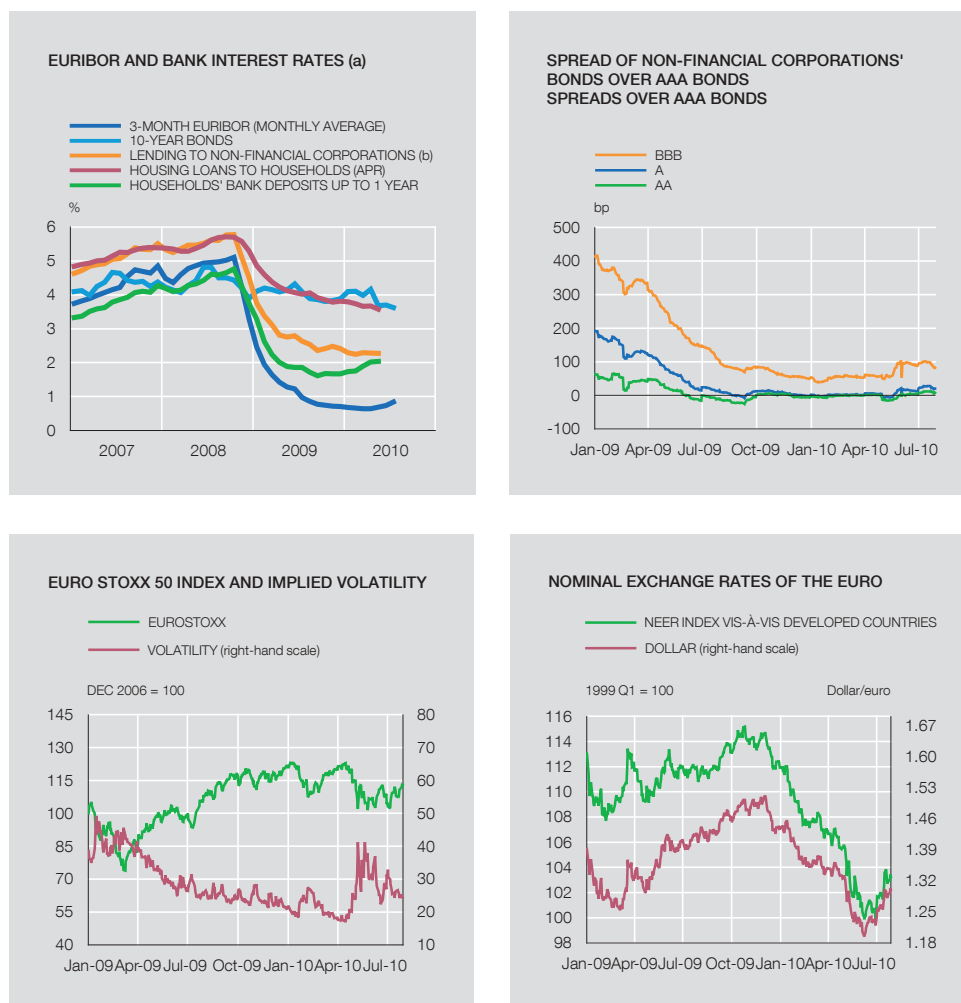 EURIBOR AND BANK INTEREST RATES (a)
3-MONTH EURIBOR (MONTHLY AVERAGE)
10-YEAR BONDS
LENDING TO NON-FINANCIAL CORPORATIONS (b)
HOUSING LOANS TO HOUSEHOLDS (APR)
HOUSEHOLDS' BANK DEPOSITS UP TO 1 YEAR
%
6
5
4
3
2
1
0
2007 2008 2009 2010
SPREAD OF NON-FINANCIAL CORPORATIONS'
BONDS OVER AAA BONDS
SPREADS OVER AAA BONDS
BBB
A
AA
bp
500
400
300
200
100
0
-100
Jan-09 Apr-09 Jul-09 Oct-09 Jan-10 Apr-10 Jul-10
EURO STOXX 50 INDEX AND IMPLIED VOLATILITY
EUROSTOXX
VOLATILITY (right-hand scale)
DEC 2006 = 100
145 80
130 70
115 60
100 50
85 40
70 30
55 20
40 10
Jan-09 Apr-09 Jul-09 Oct-09 Jan-10 Apr-10 Jul-10
NOMINAL EXCHANGE RATES OF THE EURO
NEER INDEX VIS-À-VIS DEVELOPED COUNTRIES
DOLLAR (right-hand scale)
1999 Q1 = 100 Dollar/euro
116 1.67
114 1.60
112 1.53
110 1.46
108
106 1.39
104 1.32
102 1.25
100
98 1.18
Jan-09 Apr-09 Jul-09 Oct-09 Jan-10 Apr-10 Jul-10